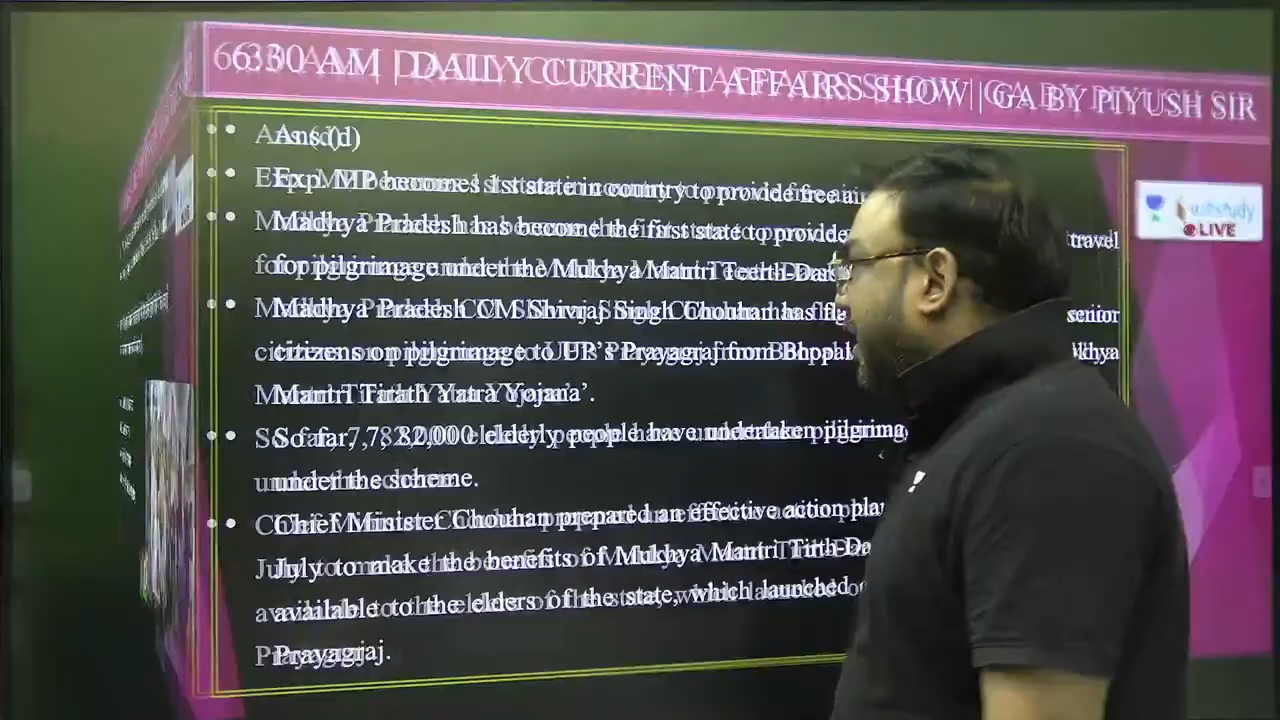 6:30 AM | DAILY CURRENT AFFAIRS SHOW || GA BY PIYUSH SIR
• Ans (d)
• Exp. MP becomes 1st state in country to provide free air
• Madhya Pradesh has become the first state to provide travel
for pilgrimage under the Mukhya Mantri Teerth-Dars
• Madhya Pradesh CM Shivraj Singh Chouhan has senior
citizens on pilgrimage to UP's Prayagraj from Bhopal
Mantri Tirath Yatra Yojana'.
• So far, 7,82,000 elderly people have undertaken
under the scheme.
• Chief Minister Chouhan prepared an effective action
July to make the benefits of Mukhya Mantri Tirth-Da
available to the elders of the state, which launched
Prayagraj.
wifistudy
LIVE